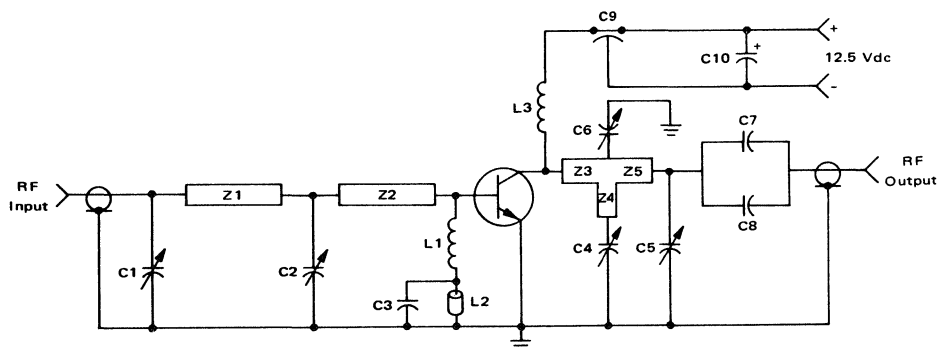 C9
+
C10
+
12.5 Vdc
-
L3
C6
C7
RF
Input
Z1
Z2
Z3
Z5
Z4
RF
Output
C8
L1
C1
C2
C3
L2
C4
C5